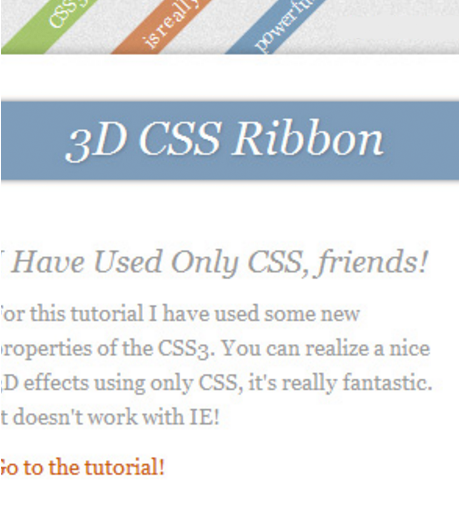 CSS3
is really
powerfu
3D CSS Ribbon
Have Used Only CSS, friends!
or this tutorial I have used some new
roperties of the CSS3. You can realize a nice
D effects using only CSS, it's really fantastic.
t doesn't work with IE!
Go to the tutorial!